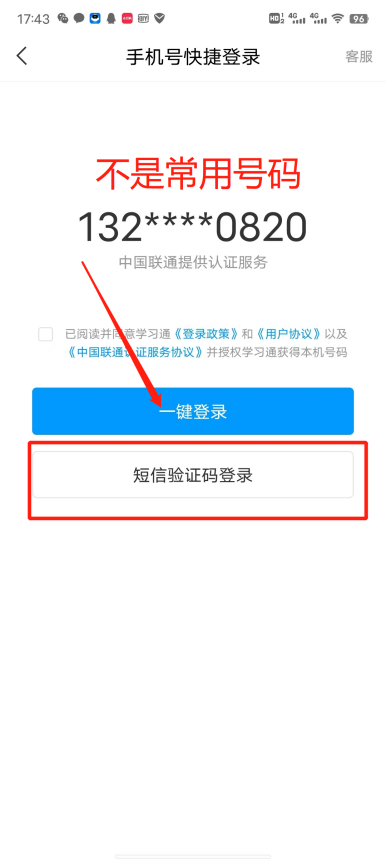 17:43
96
手机号快捷登录
客服
不是常用号码
132****0820
中国联通提供认证服务
已阅读并同意学习通《登录政策》和《用户协议》以及
《中国联通认证服务协议》并授权学习通获得本机号码
一键登录
短信验证码登录